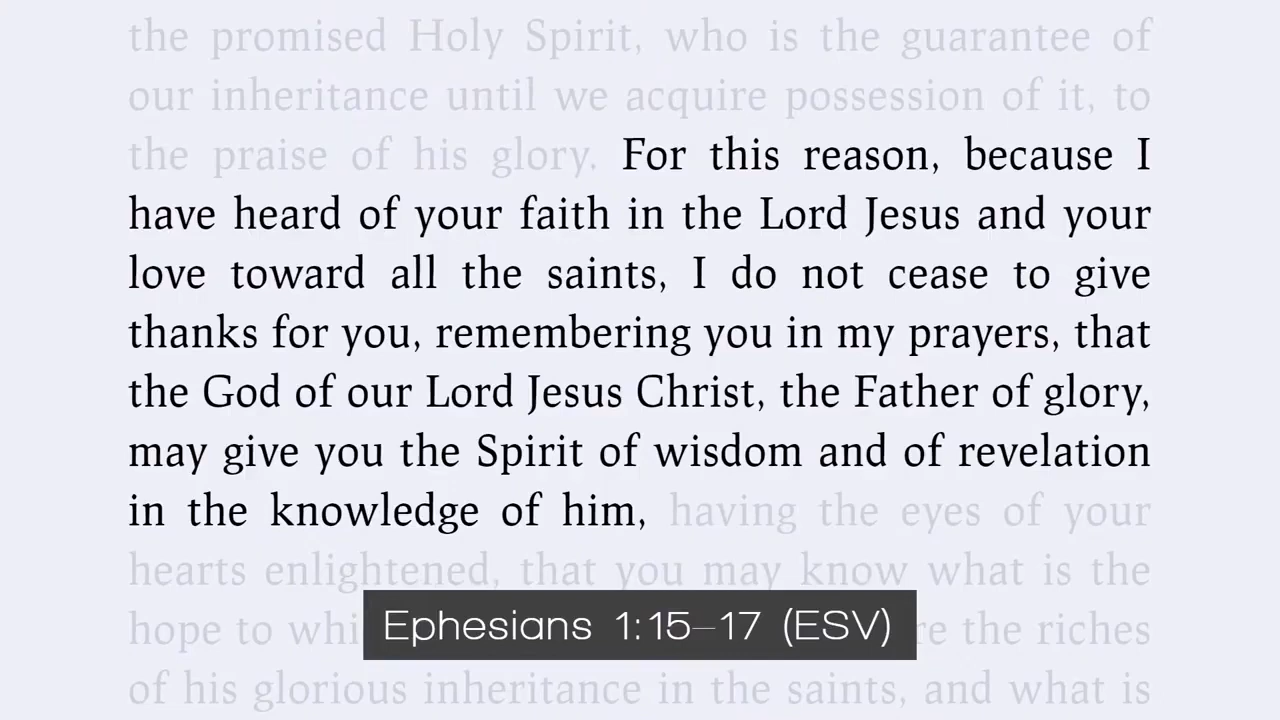 the promised Holy Spirit, who is the guarantee of
our inheritance until we acquire possession of it, to
the praise of his glory. For this reason, because I
have heard of your faith in the Lord Jesus and your
love toward all the saints, I do not cease to give
thanks for you, remembering you in my prayers, that
the God of our Lord Jesus Christ, the Father of glory,
may give you the Spirit of wisdom and of revelation
in the knowledge of him, having the eyes of your
hearts enlightened, that you may know what is the
hope to the riches
Ephesians 1:15–17 (ESV)
of his glorious inheritance in the saints, and what is